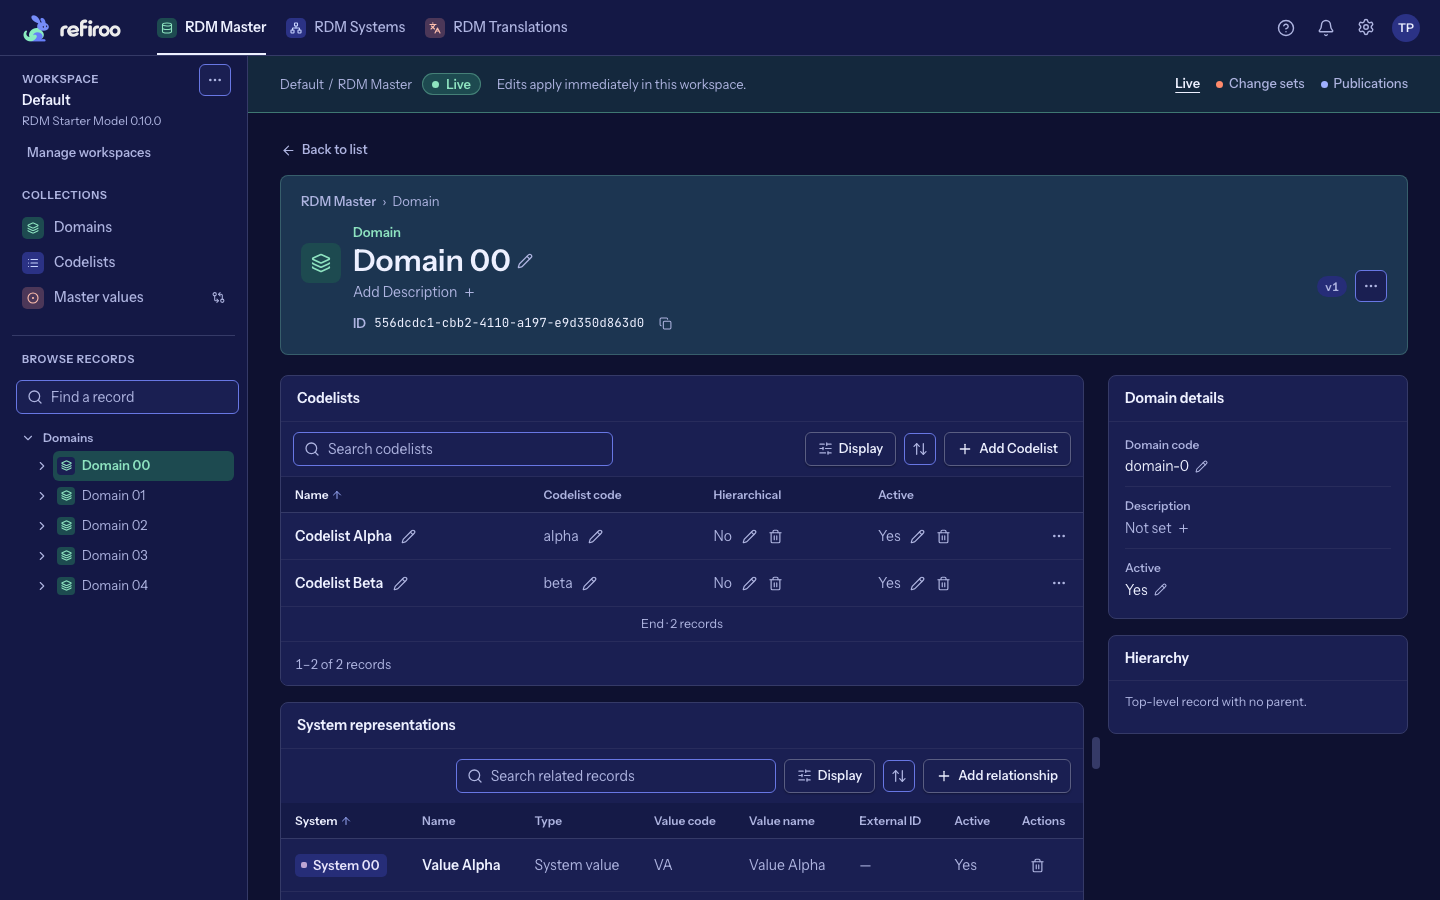 refiroo
RDM Master
RDM Systems
RDM Translations
TP
WORKSPACE
Default
RDM Starter Model 0.10.0
Manage workspaces
COLLECTIONS
Domains
Codelists
Master values
BROWSE RECORDS
Find a record
Domains
Domain 00
Domain 01
Domain 02
Domain 03
Domain 04
Default / RDM Master
Live
Edits apply immediately in this workspace.
Live
Change sets
Publications
Back to list
RDM Master › Domain
Domain
Domain 00
Add Description +
ID 556dcdc1-cbb2-4110-a197-e9d350d863d0
v1
Codelists
Search codelists
Display
+ Add Codelist
Name ↑ Codelist code Hierarchical Active
Codelist Alpha alpha No Yes
Codelist Beta beta No Yes
End · 2 records
1–2 of 2 records
System representations
Search related records
Display
+ Add relationship
System ↑ Name Type Value code Value name External ID Active Actions
System 00 Value Alpha System value VA Value Alpha — Yes
Domain details
Domain code
domain-0
Description
Not set +
Active
Yes
Hierarchy
Top-level record with no parent.